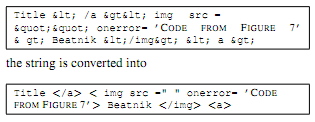 Title &lt; /a &gt&lt; img src =
&quot;&quot; onerror= ‘CODE FROM FIGURE 7’
& gt; Beatnik &lt;/img&gt; &lt; a &gt;
the string is converted into
Title </a> < img src =" " onerror= ‘CODE
FROM FIGURE 7’> Beatnik </img> <a>